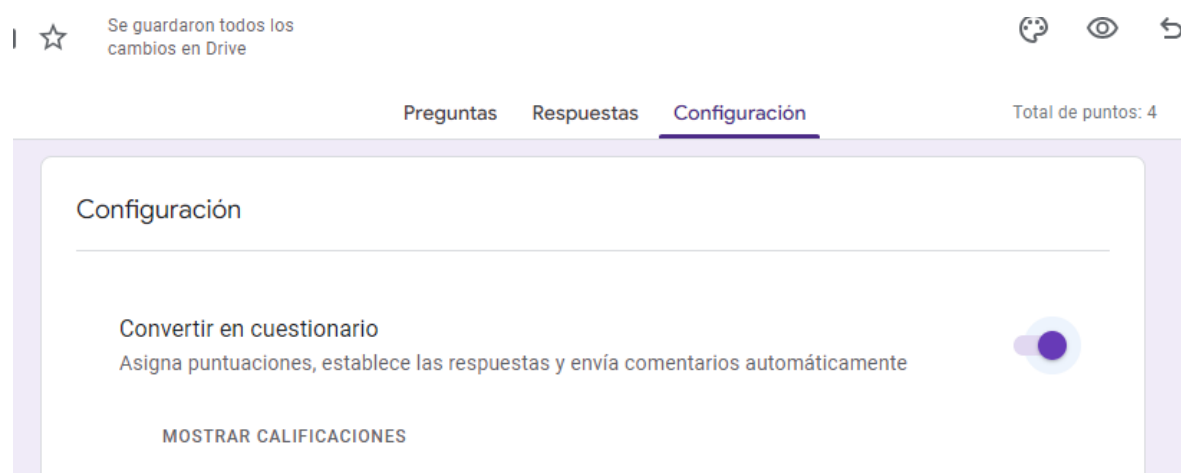 Se guardaron todos los
cambios en Drive
Preguntas Respuestas Configuración Total de puntos: 4
Configuración
Convertir en cuestionario
Asigna puntuaciones, establece las respuestas y envía comentarios automáticamente
MOSTRAR CALIFICACIONES